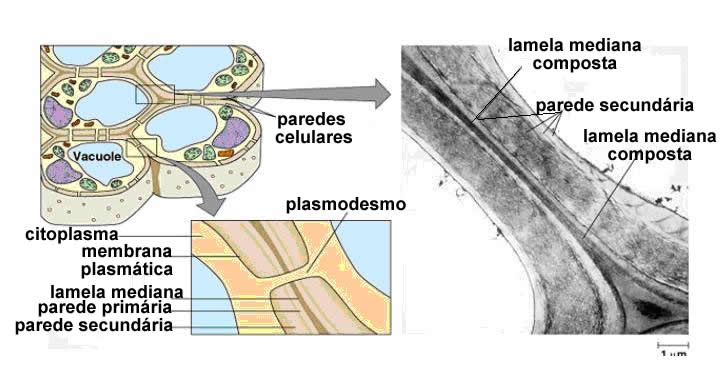 lamela mediana
composta
parede secundária
lamela mediana
composta
paredes
celulares
Vacuole
plasmodesmo
citoplasma
membrana
plasmática
lamela mediana
parede primária
parede secundária
1 µm